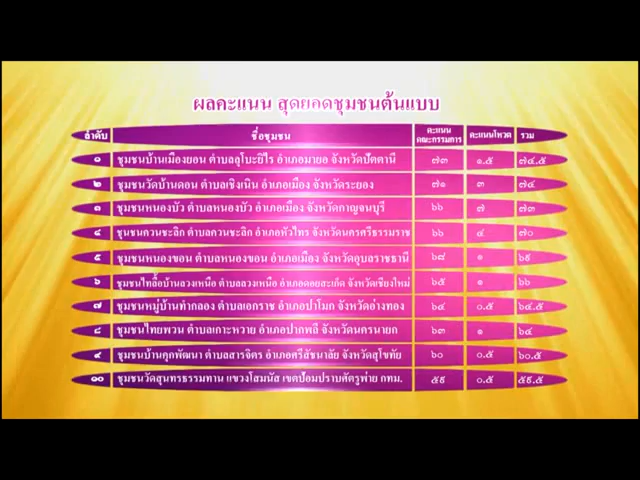 ผลคะแนน สุดยอดชุมชนต้นแบบ
ลำดับ ชื่อชุมชน คะแนนคณะกรรมการ คะแนนโหวต รวม
๑ ชุมชนบ้านเมืองยอน ตำบลลุโบะยิไร อำเภอมายอ จังหวัดปัตตานี ๗๓ ๑.๕ ๗๔.๕
๒ ชุมชนวัดบ้านดอน ตำบลเชิงเนิน อำเภอเมือง จังหวัดระยอง ๗๑ ๓ ๗๔
๓ ชุมชนหนองบัว ตำบลหนองบัว อำเภอเมือง จังหวัดกาญจนบุรี ๖๖ ๗ ๗๓
๔ ชุนชนควนชะลิก ตำบลควนชะลิก อำเภอหัวไทร จังหวัดนครศรีธรรมราช ๖๖ ๔ ๗๐
๕ ชุมชนหนองขอน ตำบลหนองขอน อำเภอเมือง จังหวัดอุบลราชธานี ๖๘ ๑ ๖๙
๖ ชุมชนไทลื้อบ้านลวงเหนือ ตำบลลวงเหนือ อำเภอดอยสะเก็ด จังหวัดเชียงใหม่ ๖๕ ๑ ๖๖
๗ ชุมชนหมู่บ้านทำกลอง ตำบลเอกราช อำเภอป่าโมก จังหวัดอ่างทอง ๖๔ ๐.๕ ๖๔.๕
๘ ชุมชนไทยพวน ตำบลเกาะหวาย อำเภอปากพลี จังหวัดนครนายก ๖๓ ๑ ๖๔
๙ ชุมชนบ้านคุกพัฒนา ตำบลสารจิตร อำเภอศรีสัชนาลัย จังหวัดสุโขทัย ๖๐ ๐.๕ ๖๐.๕
๑๐ ชุมชนวัดสุนทรธรรมทาน แขวงโสมนัส เขตป้อมปราบศัตรูพ่าย กทม. ๕๙ ๐.๕ ๕๙.๕